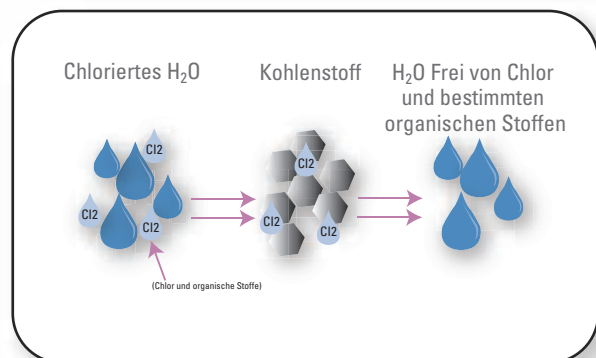 Chloriertes H₂O
Kohlenstoff
H₂O Frei von Chlor
und bestimmten
organischen Stoffen
Cl2
Cl2
Cl2
Cl2
Cl2
Cl2
(Chlor und organische Stoffe)